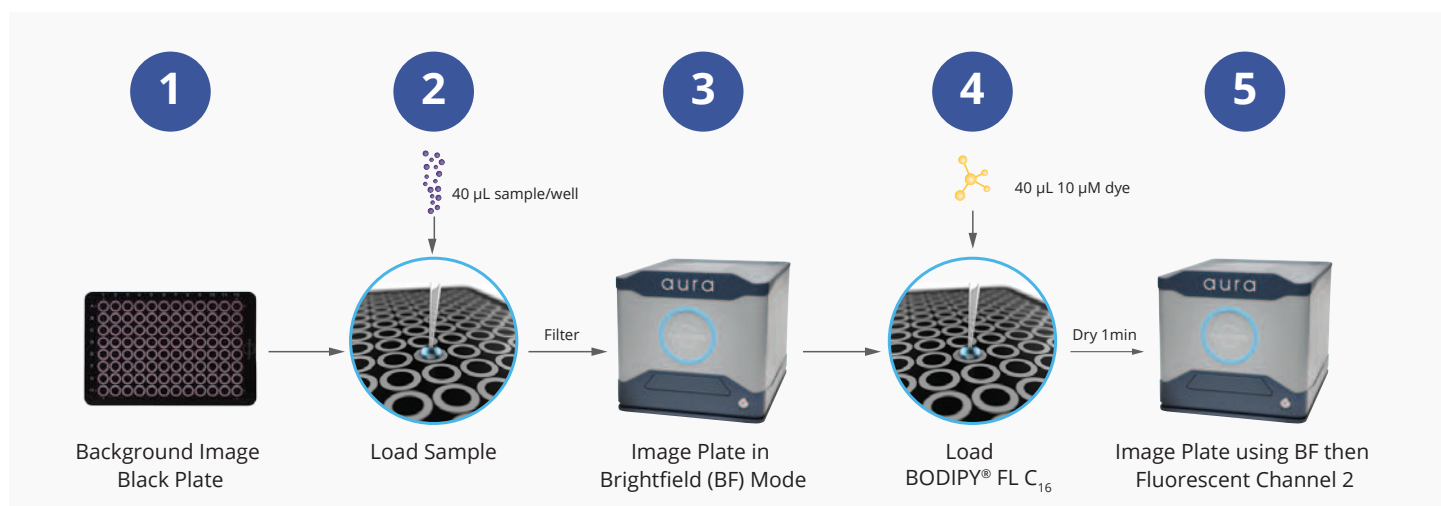 1
2
3
4
5
40 µL sample/well
40 µL 10 µM dye
aura
aura
Filter
Dry 1min
Background Image
Black Plate
Load Sample
Image Plate in
Brightfield (BF) Mode
Load
BODIPY® FL C₁₆
Image Plate using BF then
Fluorescent Channel 2